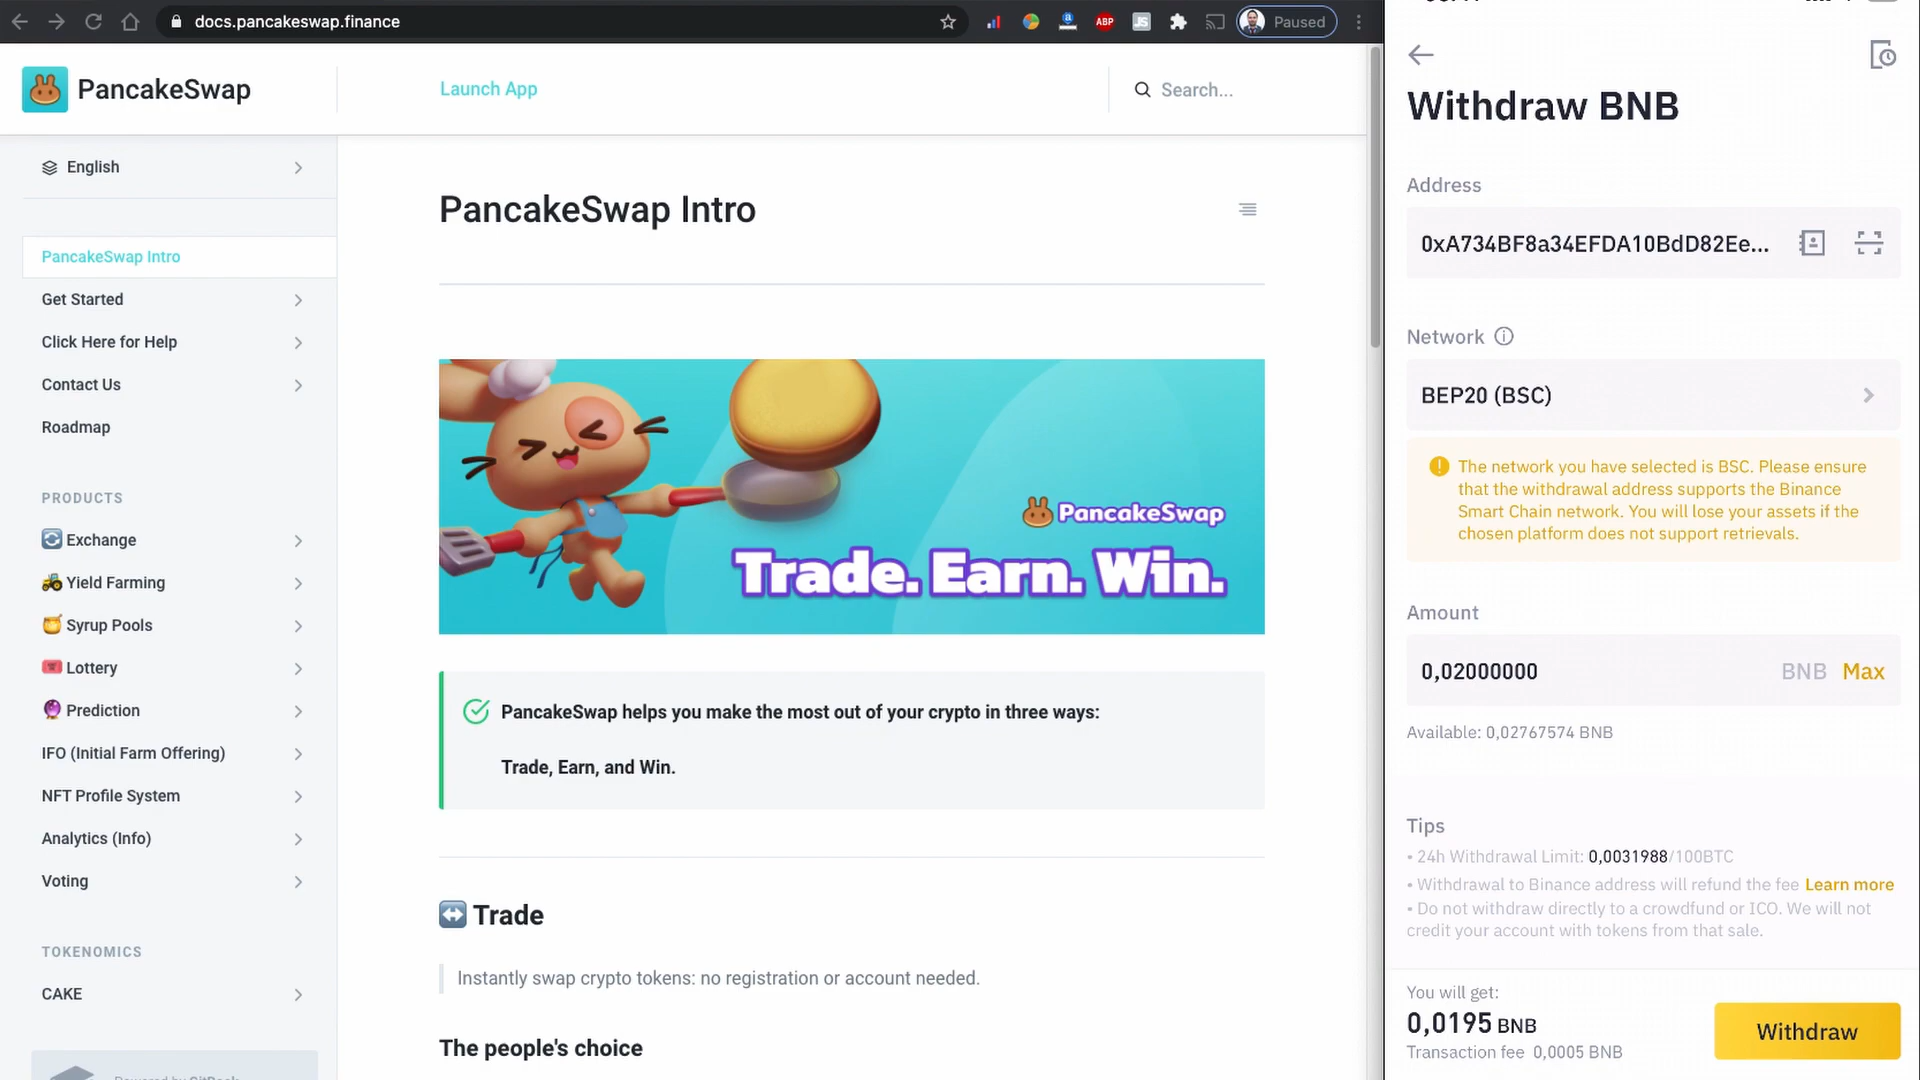 docs.pancakeswap.finance
ABP
JS
Paused
PancakeSwap
Launch App
Search...
English
PancakeSwap Intro
Get Started
Click Here for Help
Contact Us
Roadmap
PRODUCTS
Exchange
Yield Farming
Syrup Pools
Lottery
Prediction
IFO (Initial Farm Offering)
NFT Profile System
Analytics (Info)
Voting
TOKENOMICS
CAKE
PancakeSwap Intro
PancakeSwap
Trade. Earn. Win.
PancakeSwap helps you make the most out of your crypto in three ways:
Trade, Earn, and Win.
Trade
Instantly swap crypto tokens: no registration or account needed.
The people's choice
Withdraw BNB
Address
0xA734BF8a34EFDA10BdD82Ee...
Network
BEP20 (BSC)
The network you have selected is BSC. Please ensure
that the withdrawal address supports the Binance
Smart Chain network. You will lose your assets if the
chosen platform does not support retrievals.
Amount
0,02000000 BNB Max
Available: 0,02767574 BNB
Tips
• 24h Withdrawal Limit: 0,0031988/100BTC
• Withdrawal to Binance address will refund the fee Learn more
• Do not withdraw directly to a crowdfund or ICO. We will not
credit your account with tokens from that sale.
You will get:
0,0195 BNB
Transaction fee 0,0005 BNB
Withdraw